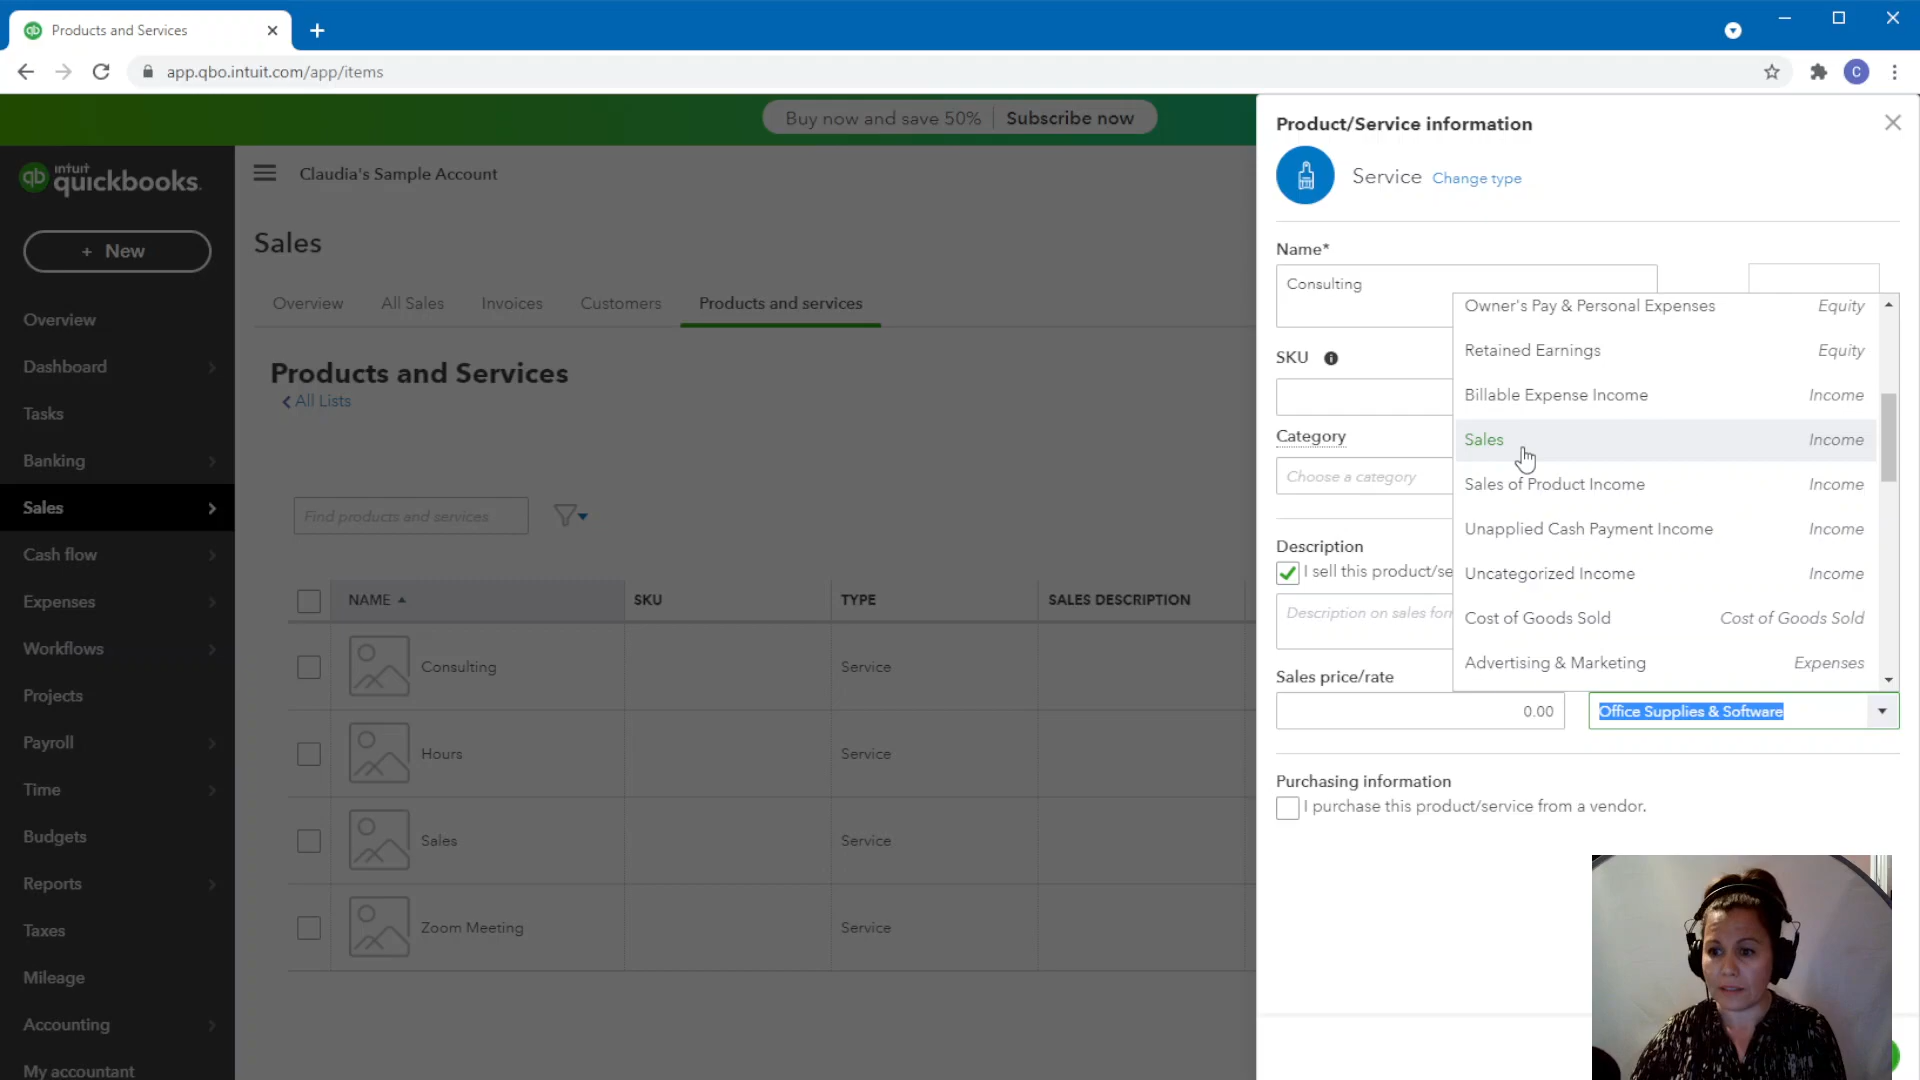 Products and Services
app.qbo.intuit.com/app/items
C
Buy now and save 50% Subscribe now
qb intuit quickbooks.
Claudia's Sample Account
+ New
Overview
Dashboard
Tasks
Banking
Sales
Cash flow
Expenses
Workflows
Projects
Payroll
Time
Budgets
Reports
Taxes
Mileage
Accounting
My accountant
Sales
Overview All Sales Invoices Customers Products and services
Products and Services
All Lists
Find products and services
NAME SKU TYPE SALES DESCRIPTION
Consulting Service
Hours Service
Sales Service
Zoom Meeting Service
Product/Service information
Service Change type
Name*
Consulting
SKU
Category
Choose a category
Description
I sell this product/se
Description on sales for
Owner's Pay & Personal Expenses Equity
Retained Earnings Equity
Billable Expense Income Income
Sales Income
Sales of Product Income Income
Unapplied Cash Payment Income Income
Uncategorized Income Income
Cost of Goods Sold Cost of Goods Sold
Advertising & Marketing Expenses
Sales price/rate
0.00 Office Supplies & Software
Purchasing information
I purchase this product/service from a vendor.